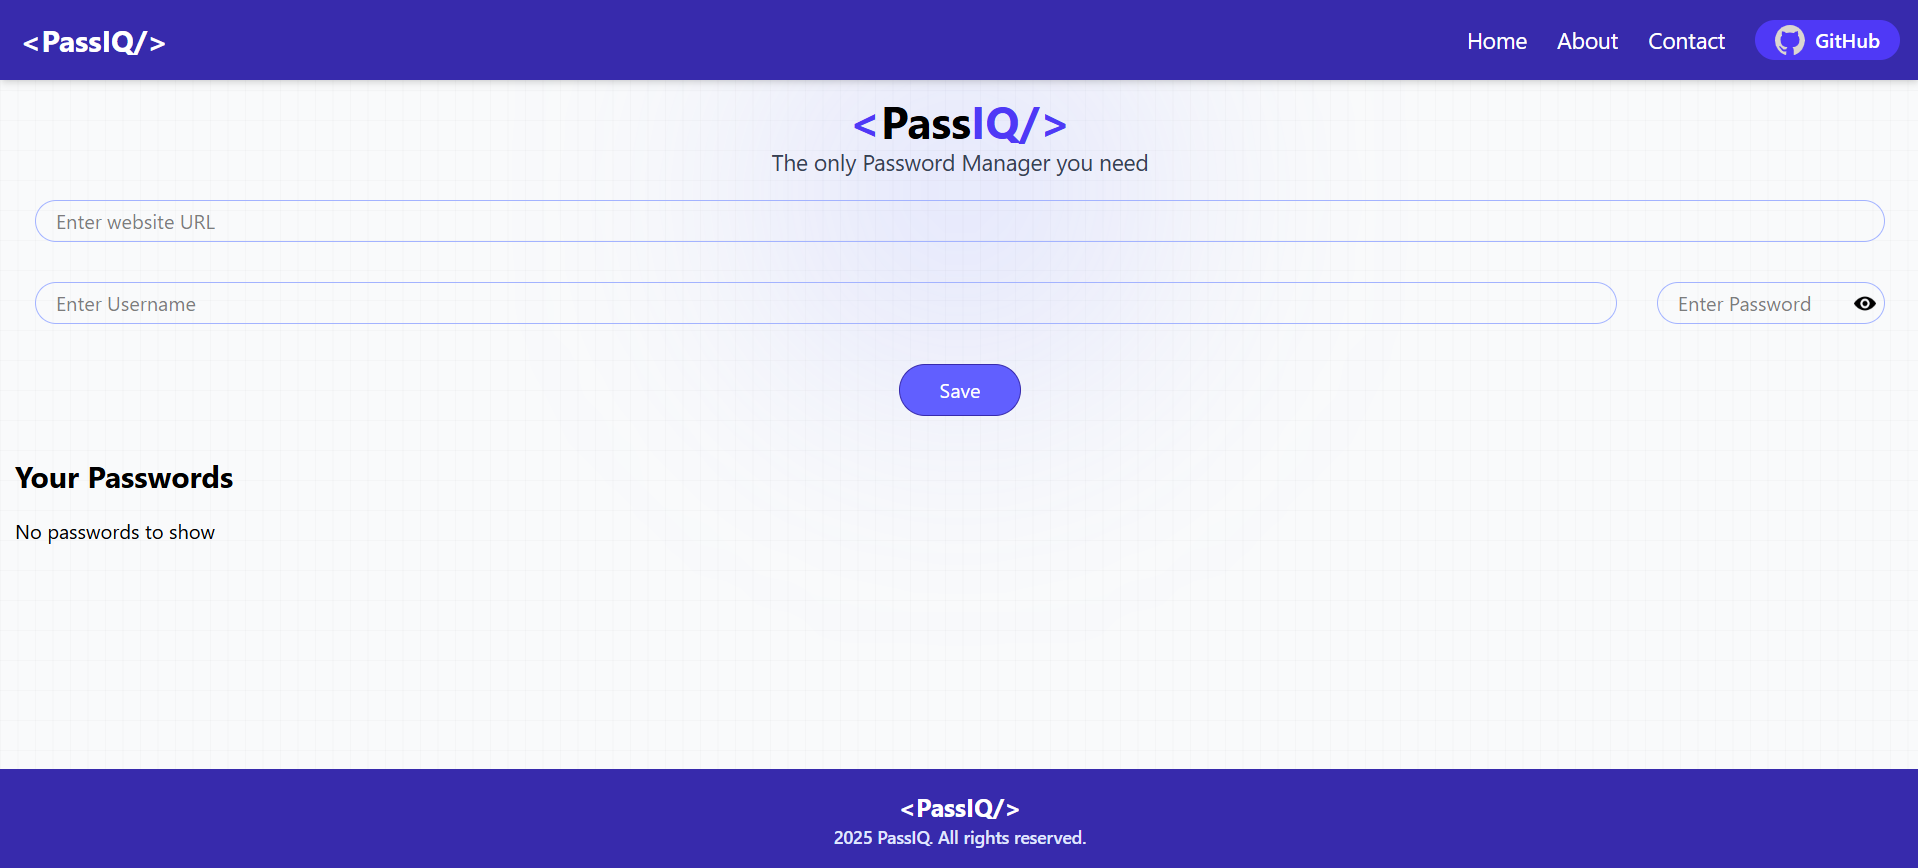 <PassIQ/>
Home About Contact GitHub
<PassIQ/>
The only Password Manager you need
Enter website URL
Enter Username Enter Password
Save
Your Passwords
No passwords to show
<PassIQ/>
2025 PassIQ. All rights reserved.